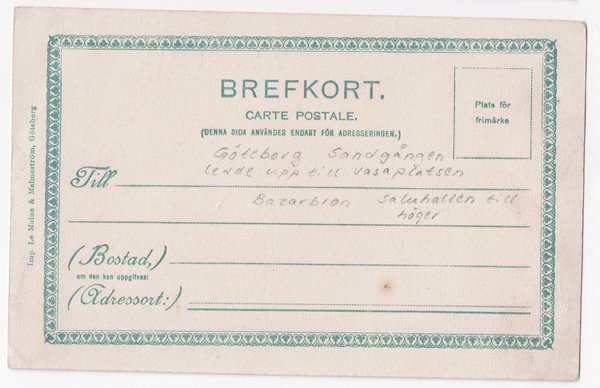 BREFKORT.
CARTE POSTALE.
(DENNA SIDA ANVÄNDES ENDAST FÖR ADRESSERINGEN.)
Plats för
frimärke
Göteborg Sandgången
ledde upp till Vasaplatsen
Till
Bazarbron Saluhallen till
höger
(Bostad,)
om den kan uppgifvas:
(Adressort:)
Imp. Le Moine & Malmeström, Göteborg